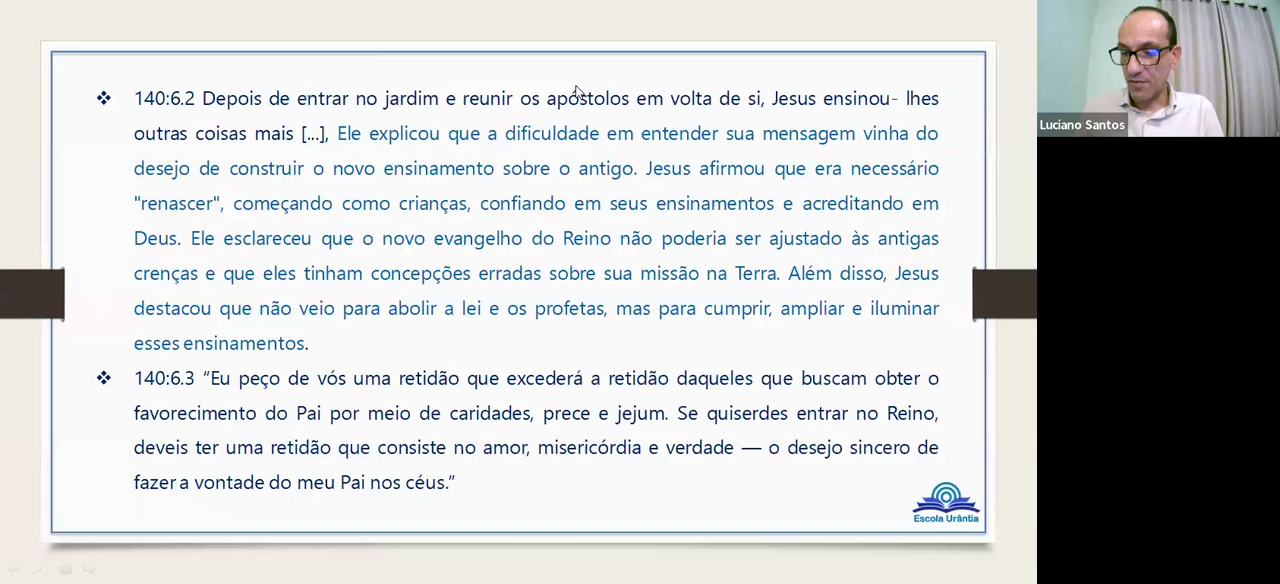 ❖ 140:6.2 Depois de entrar no jardim e reunir os apóstolos em volta de si, Jesus ensinou- lhes
outras coisas mais [...], Ele explicou que a dificuldade em entender sua mensagem vinha do
desejo de construir o novo ensinamento sobre o antigo. Jesus afirmou que era necessário
"renascer", começando como crianças, confiando em seus ensinamentos e acreditando em
Deus. Ele esclareceu que o novo evangelho do Reino não poderia ser ajustado às antigas
crenças e que eles tinham concepções erradas sobre sua missão na Terra. Além disso, Jesus
destacou que não veio para abolir a lei e os profetas, mas para cumprir, ampliar e iluminar
esses ensinamentos.
❖ 140:6.3 “Eu peço de vós uma retidão que excederá a retidão daqueles que buscam obter o
favorecimento do Pai por meio de caridades, prece e jejum. Se quiserdes entrar no Reino,
deveis ter uma retidão que consiste no amor, misericórdia e verdade — o desejo sincero de
fazer a vontade do meu Pai nos céus.”
Escola Urântia
Luciano Santos